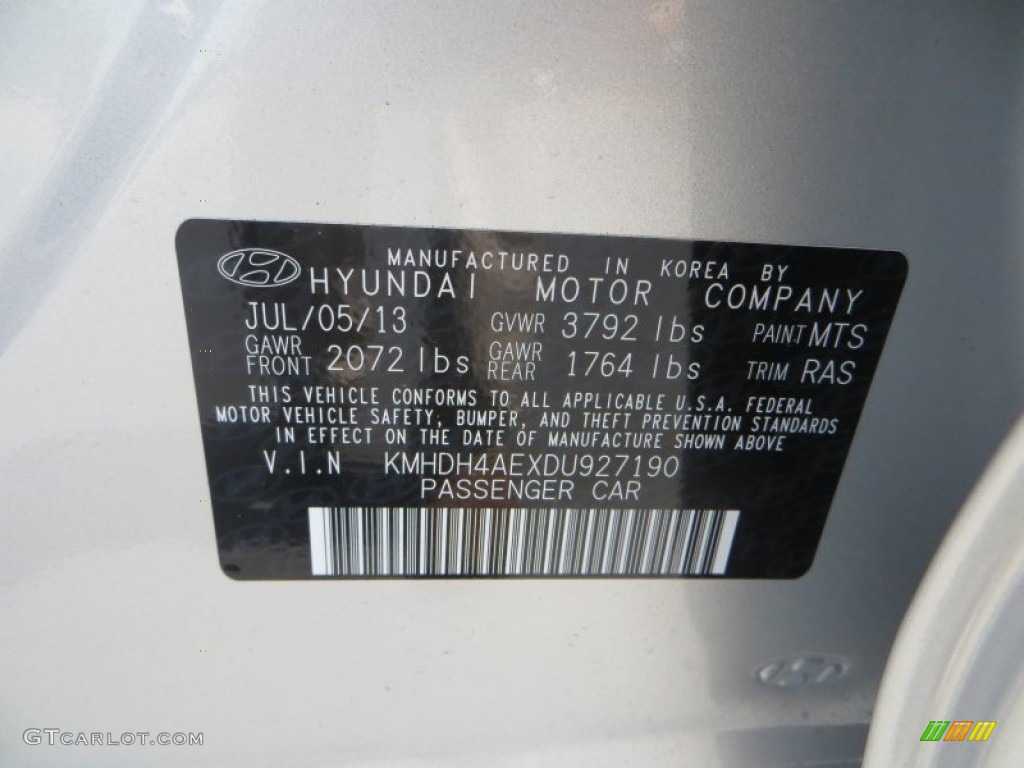 MANUFACTURED IN KOREA BY
HYUNDAI MOTOR COMPANY
JUL/05/13 GVWR 3792 lbs PAINT MTS
GAWR FRONT 2072 lbs GAWR REAR 1764 lbs TRIM RAS
THIS VEHICLE CONFORMS TO ALL APPLICABLE U.S.A. FEDERAL
MOTOR VEHICLE SAFETY, BUMPER, AND THEFT PREVENTION STANDARDS
IN EFFECT ON THE DATE OF MANUFACTURE SHOWN ABOVE
V.I.N KMHDH4AEXDU927190
PASSENGER CAR
GTCARLOT.COM